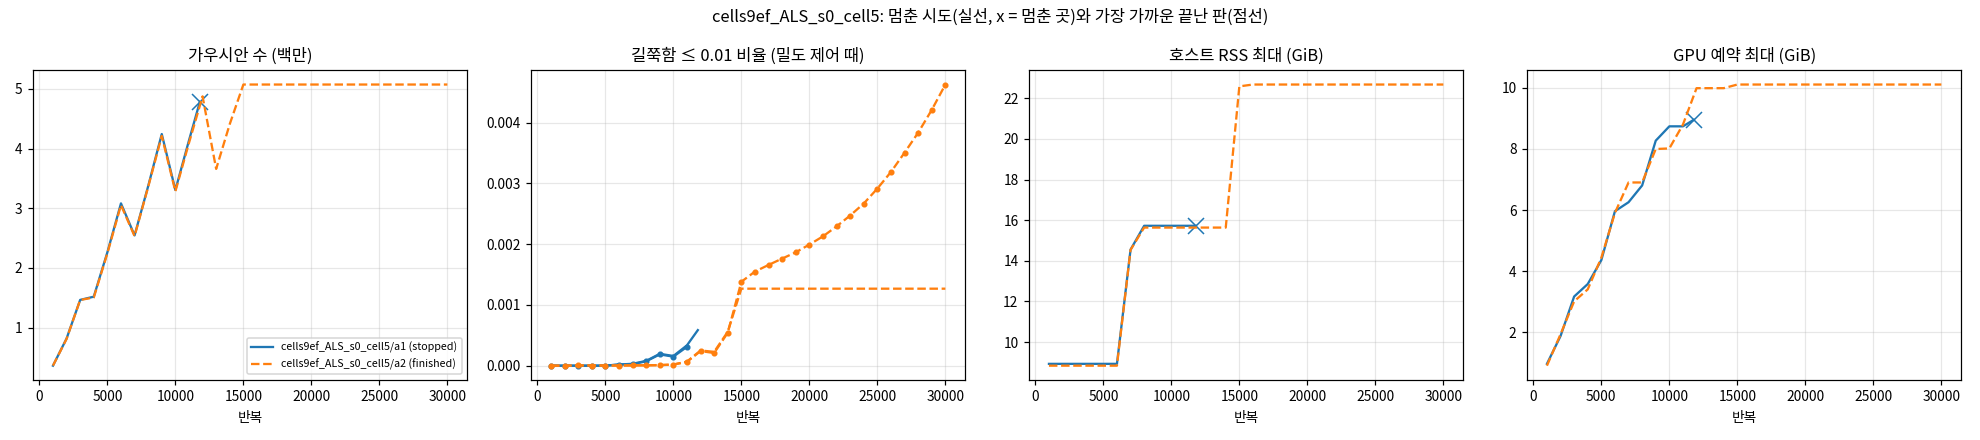 cells9ef_ALS_s0_cell5: 멈춘 시도(실선, x = 멈춘 곳)와 가장 가까운 끝난 판(점선)
가우시안 수 (백만)
5
4
3
2
1
0 5000 10000 15000 20000 25000 30000
반복
cells9ef_ALS_s0_cell5/a1 (stopped)
cells9ef_ALS_s0_cell5/a2 (finished)
길쭉함 ≤ 0.01 비율 (밀도 제어 때)
0.004
0.003
0.002
0.001
0.000
0 5000 10000 15000 20000 25000 30000
반복
호스트 RSS 최대 (GiB)
22
20
18
16
14
12
10
0 5000 10000 15000 20000 25000 30000
반복
GPU 예약 최대 (GiB)
10
8
6
4
2
0 5000 10000 15000 20000 25000 30000
반복